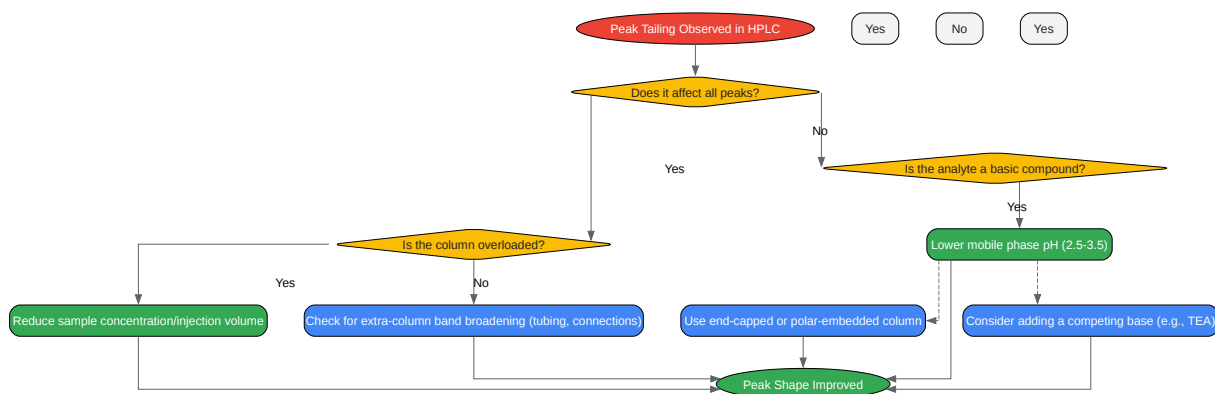 Peak Tailing Observed in HPLC
Yes
No
Yes
Does it affect all peaks?
No
Yes
Is the analyte a basic compound?
Yes
Is the column overloaded?
Lower mobile phase pH (2.5-3.5)
Yes
No
Reduce sample concentration/injection volume
Check for extra-column band broadening (tubing, connections)
Use end-capped or polar-embedded column
Consider adding a competing base (e.g., TEA)
Peak Shape Improved